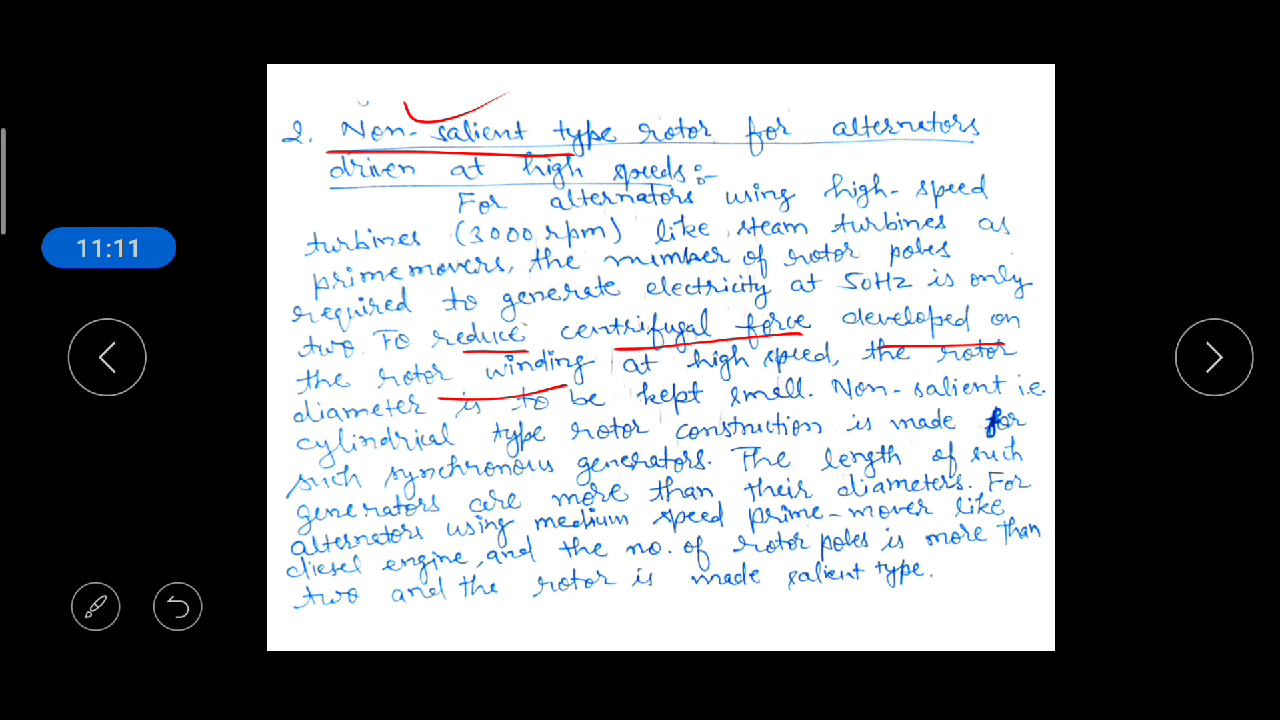 2. Non-salient type rotor for alternators
driven at high speeds:-
For alternators using high-speed
turbines (3000 rpm) like steam turbines as
prime movers, the number of rotor poles
required to generate electricity at 50Hz is only
two. To reduce centrifugal force developed on
the rotor winding at high speed, the rotor
diameter is to be kept small. Non-salient i.e.
cylindrical type rotor construction is made for
such synchronous generators. The length of such
generators are more than their diameters. For
alternators using medium speed prime-mover like
diesel engine, and the no. of rotor poles is more than
two and the rotor is made salient type.
11:11